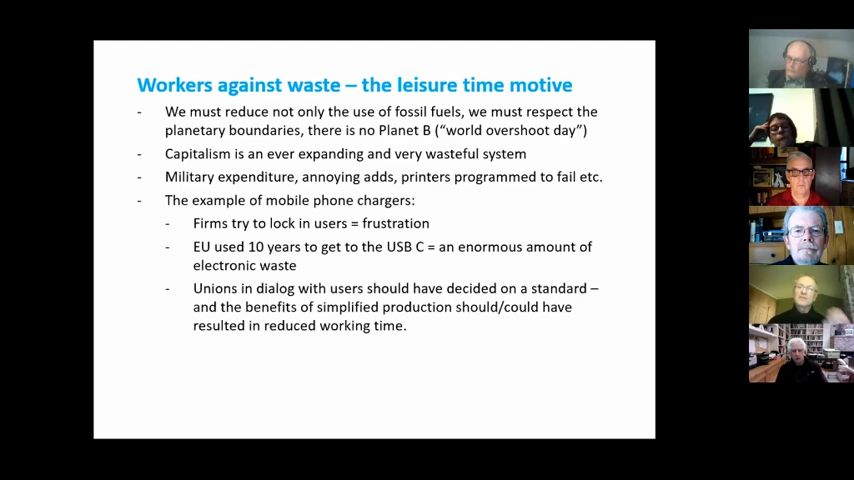 Workers against waste – the leisure time motive
- We must reduce not only the use of fossil fuels, we must respect the
planetary boundaries, there is no Planet B (“world overshoot day”)
- Capitalism is an ever expanding and very wasteful system
- Military expenditure, annoying adds, printers programmed to fail etc.
- The example of mobile phone chargers:
- Firms try to lock in users = frustration
- EU used 10 years to get to the USB C = an enormous amount of
electronic waste
- Unions in dialog with users should have decided on a standard –
and the benefits of simplified production should/could have
resulted in reduced working time.